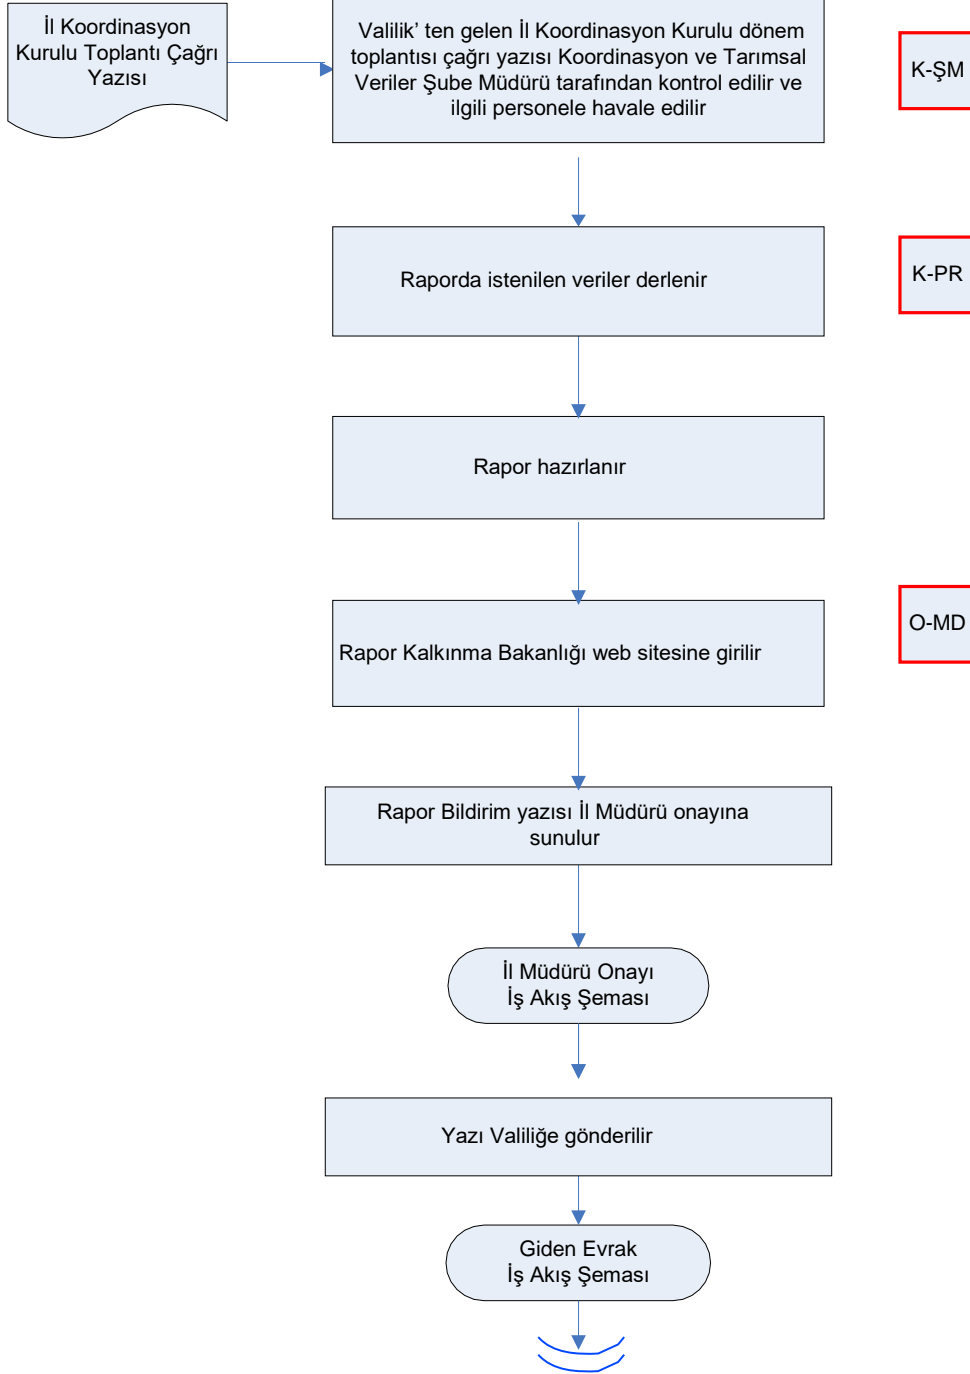 İl Koordinasyon
Kurulu Toplantı Çağrı
Yazısı
Valilik’ ten gelen İl Koordinasyon Kurulu dönem
toplantısı çağrı yazısı Koordinasyon ve Tarımsal
Veriler Şube Müdürü tarafından kontrol edilir ve
ilgili personele havale edilir
K-ŞM
Raporda istenilen veriler derlenir
K-PR
Rapor hazırlanır
Rapor Kalkınma Bakanlığı web sitesine girilir
O-MD
Rapor Bildirim yazısı İl Müdürü onayına
sunulur
İl Müdürü Onayı
İş Akış Şeması
Yazı Valiliğe gönderilir
Giden Evrak
İş Akış Şeması